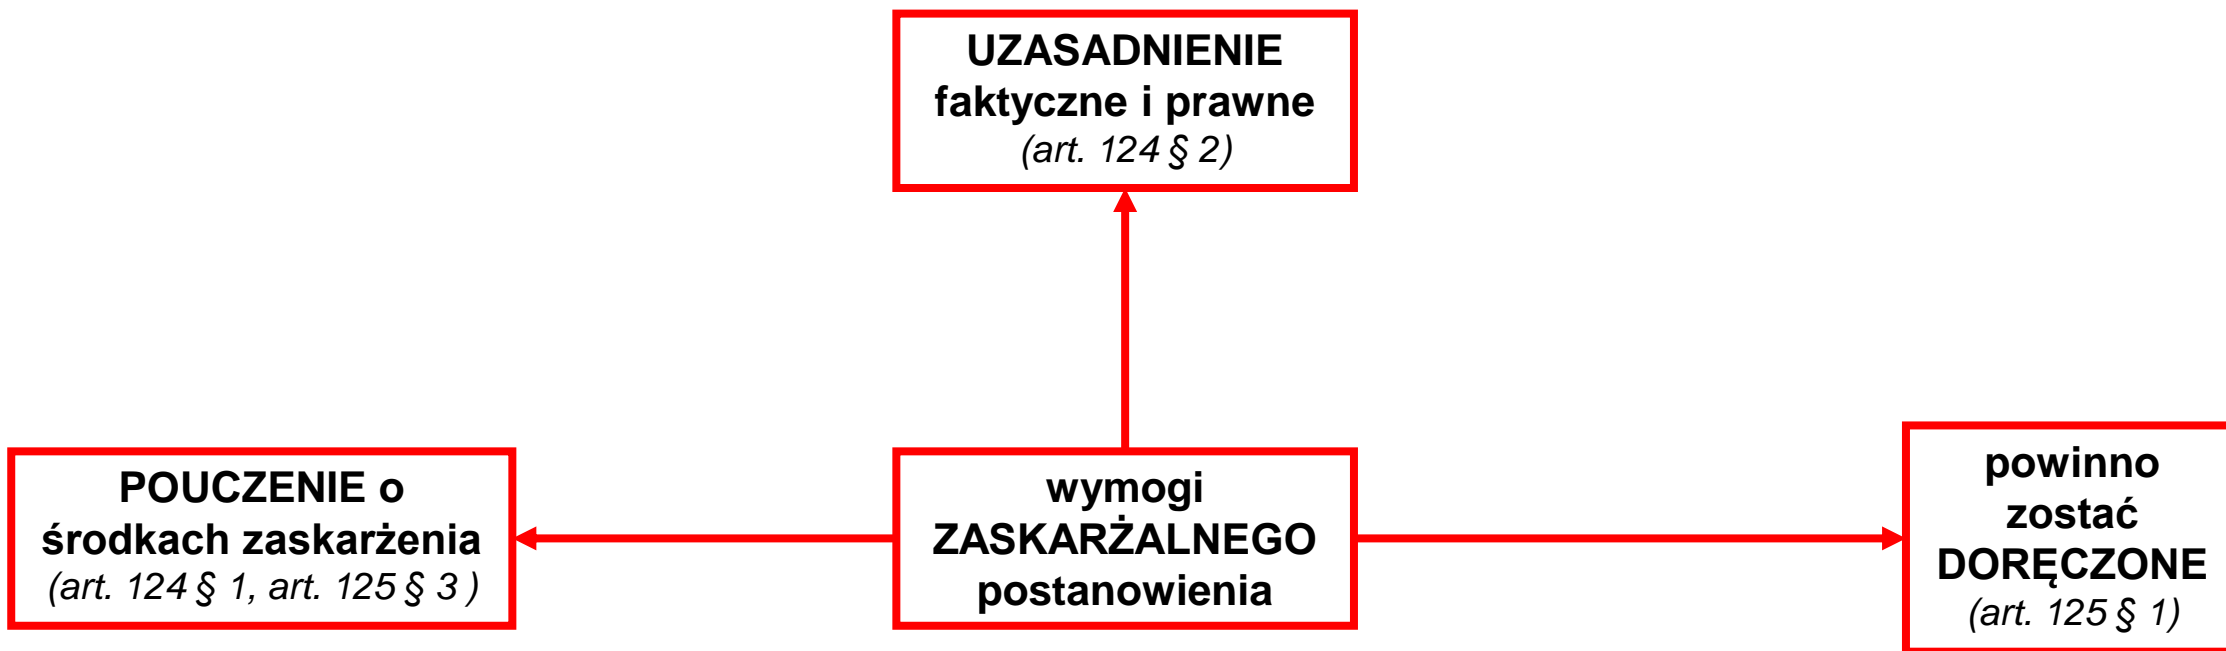 UZASADNIENIE
faktyczne i prawne
(art. 124 § 2)
POUCZENIE o
środkach zaskarżenia
(art. 124 § 1, art. 125 § 3 )
wymogi
ZASKARŻALNEGO
postanowienia
powinno
zostać
DORĘCZONE
(art. 125 § 1)